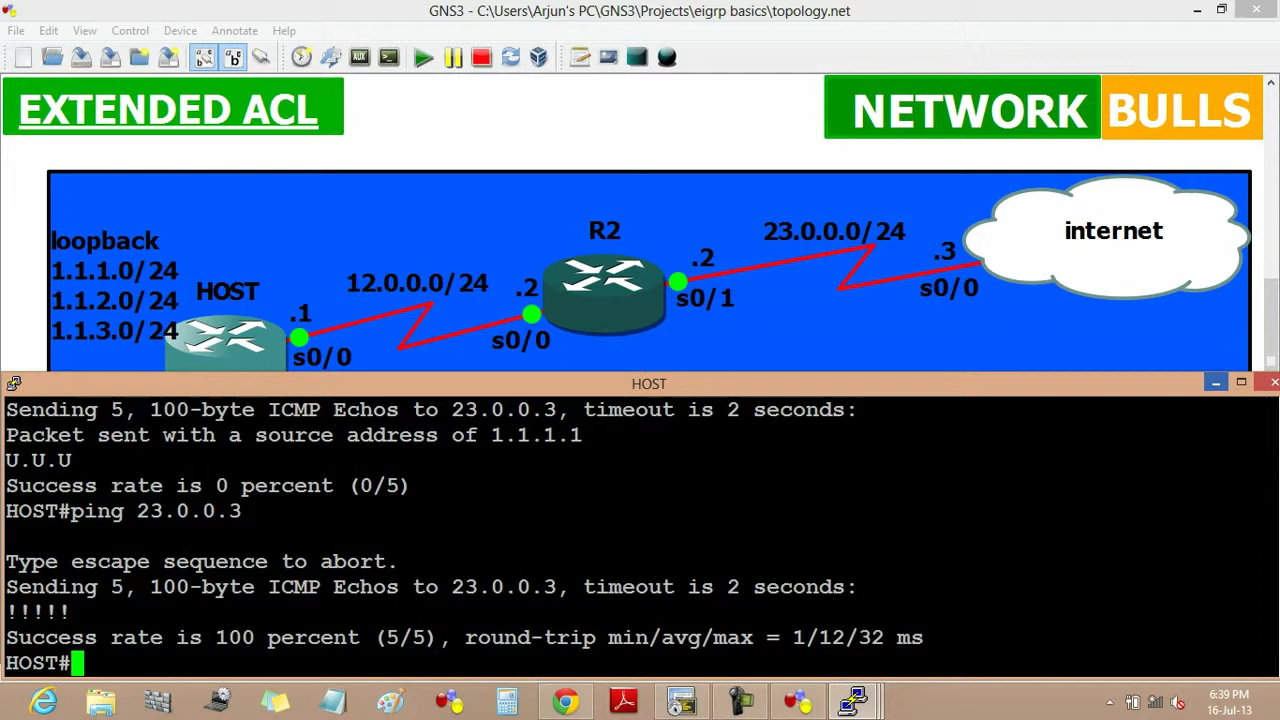 GNS3 - C:\Users\Arjun's PC\GNS3\Projects\eigrp basics\topology.net
File Edit View Control Device Annotate Help
EXTENDED ACL
NETWORK BULLS
internet
R2
23.0.0.0/24
loopback
1.1.1.0/24
1.1.2.0/24
1.1.3.0/24
HOST
12.0.0.0/24
.1
s0/0
.2
s0/0
.2
s0/1
.3
s0/0
HOST
Sending 5, 100-byte ICMP Echos to 23.0.0.3, timeout is 2 seconds:
Packet sent with a source address of 1.1.1.1
U.U.U
Success rate is 0 percent (0/5)
HOST#ping 23.0.0.3
Type escape sequence to abort.
Sending 5, 100-byte ICMP Echos to 23.0.0.3, timeout is 2 seconds:
!!!!!
Success rate is 100 percent (5/5), round-trip min/avg/max = 1/12/32 ms
HOST#
6:39 PM
16-Jul-13